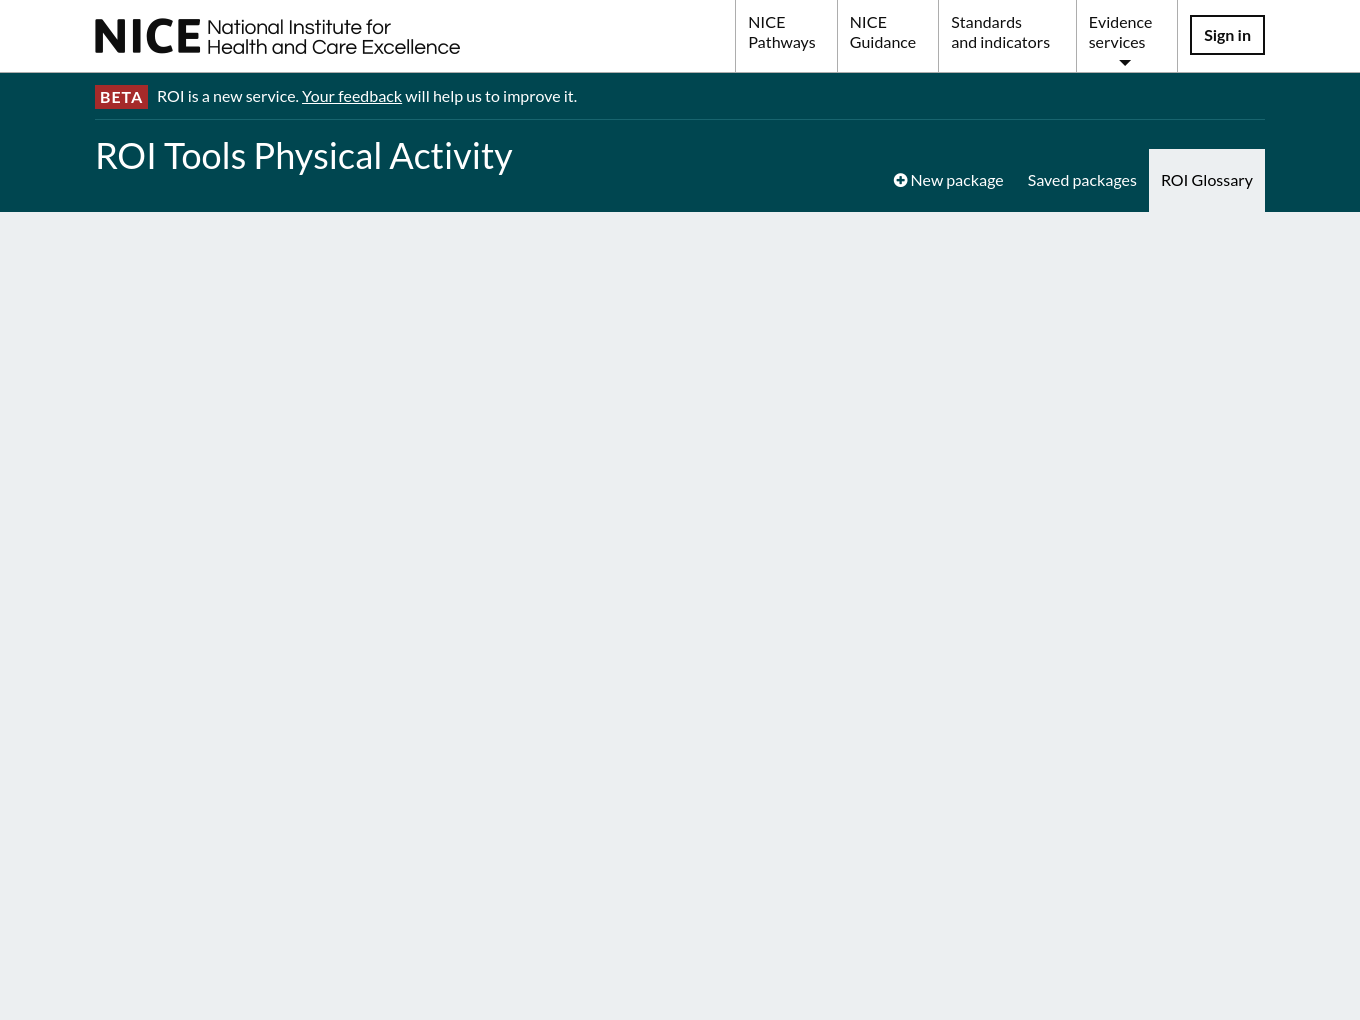 NICE National Institute for
Health and Care Excellence
NICE
Pathways
NICE
Guidance
Standards
and indicators
Evidence
services
Sign in
BETA ROI is a new service. Your feedback will help us to improve it.
ROI Tools Physical Activity
New package
Saved packages
ROI Glossary